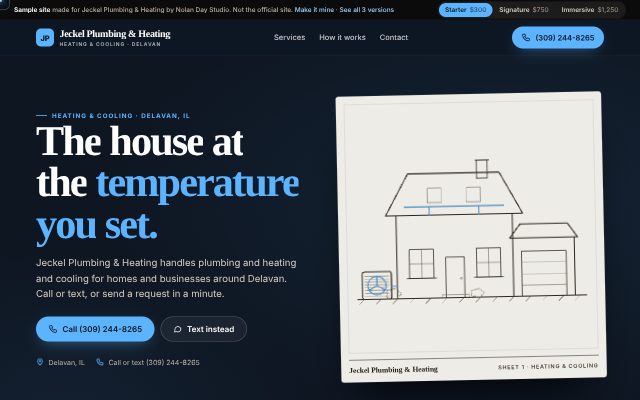 Sample site made for Jeckel Plumbing & Heating by Nolan Day Studio. Not the official site. Make it mine · See all 3 versions
Starter $300 Signature $750 Immersive $1,250
JP
Jeckel Plumbing & Heating
HEATING & COOLING · DELAVAN
Services How it works Contact
(309) 244-8265
HEATING & COOLING · DELAVAN, IL
The house at
the temperature
you set.
Jeckel Plumbing & Heating handles plumbing and heating
and cooling for homes and businesses around Delavan.
Call or text, or send a request in a minute.
Call (309) 244-8265
Text instead
Delavan, IL
Call or text (309) 244-8265
Jeckel Plumbing & Heating
SHEET 1 · HEATING & COOLING